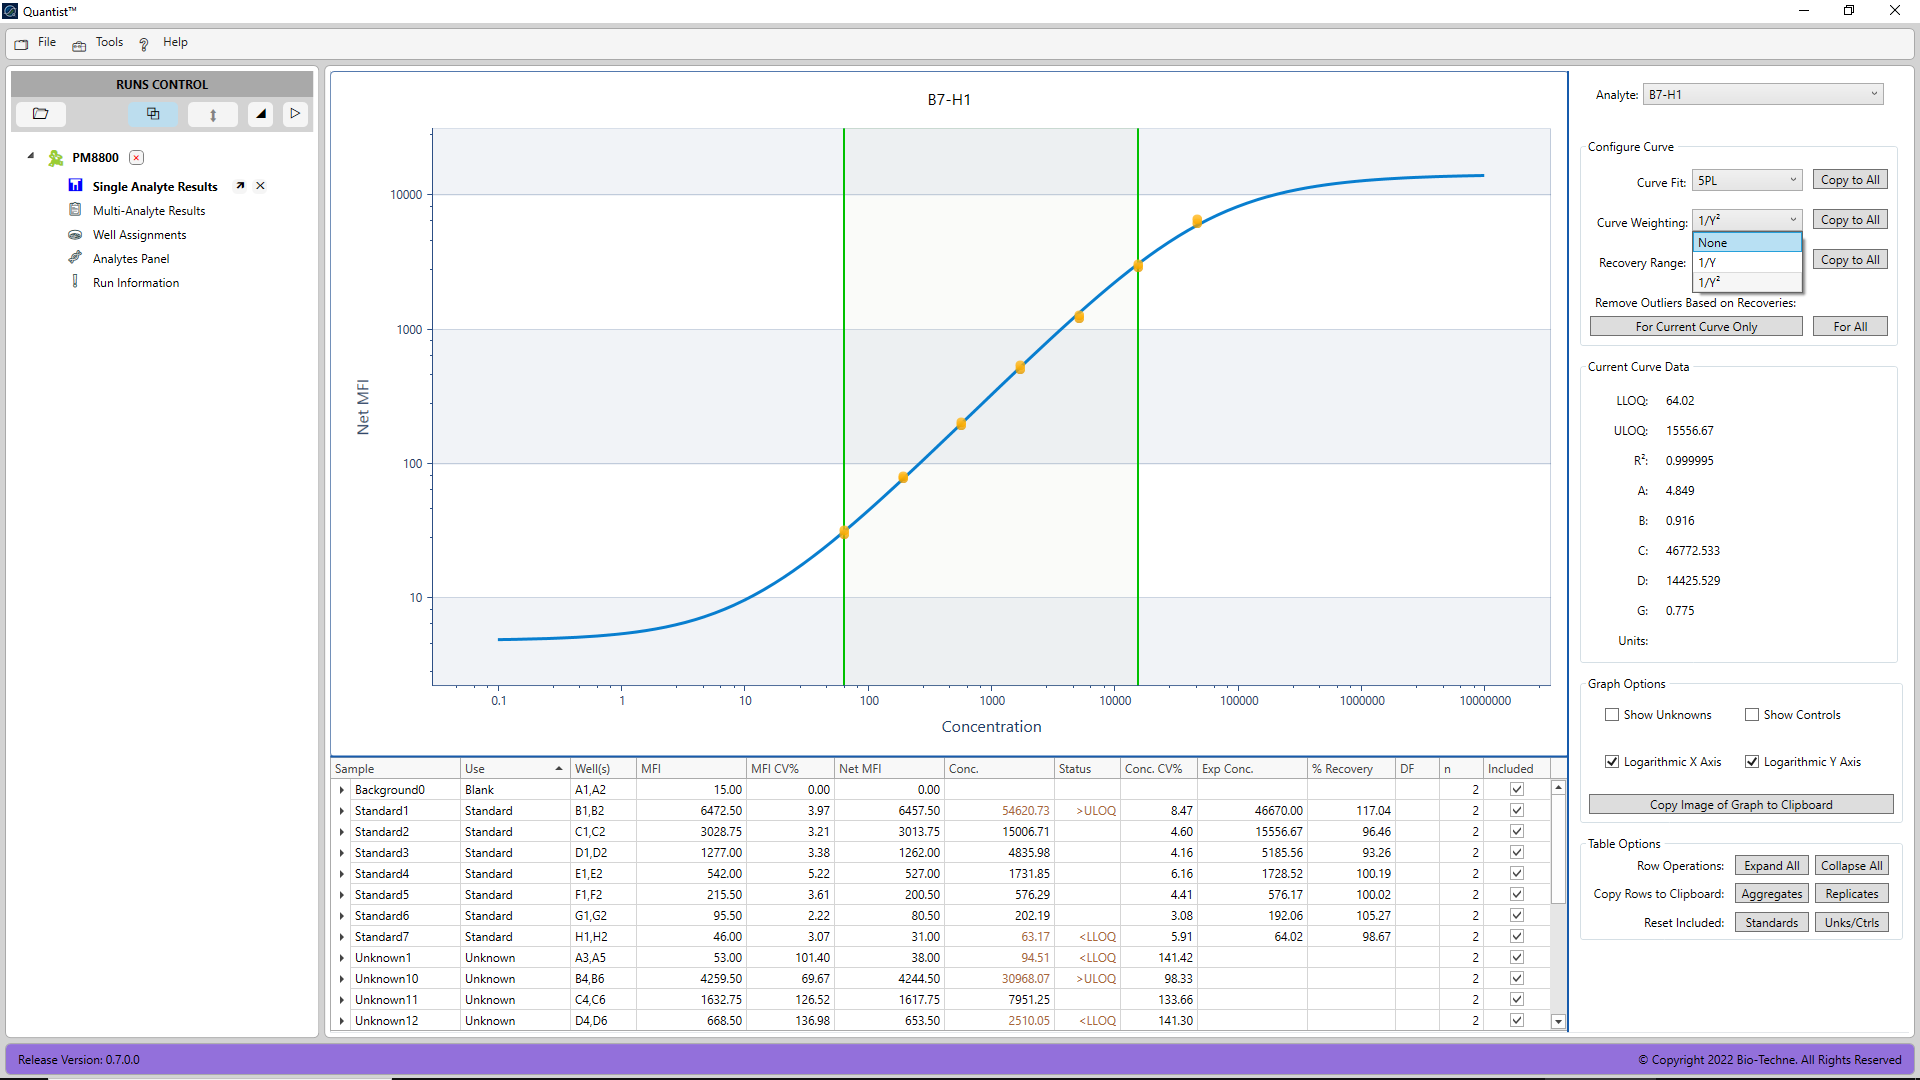 Quantist™
File Tools Help
RUNS CONTROL
PM8800
Single Analyte Results
Multi-Analyte Results
Well Assignments
Analytes Panel
Run Information
B7-H1
Net MFI
10000
1000
100
10
0.1 1 10 100 1000 10000 100000 1000000 10000000
Concentration
Analyte: B7-H1
Configure Curve
Curve Fit: 5PL Copy to All
Curve Weighting: 1/Y² Copy to All
None
1/Y
1/Y²
Recovery Range: Copy to All
Remove Outliers Based on Recoveries:
For Current Curve Only For All
Current Curve Data
LLOQ: 64.02
ULOQ: 15556.67
R²: 0.999995
A: 4.849
B: 0.916
C: 46772.533
D: 14425.529
G: 0.775
Units:
Graph Options
Show Unknowns Show Controls
Logarithmic X Axis Logarithmic Y Axis
Copy Image of Graph to Clipboard
Table Options
Row Operations: Expand All Collapse All
Copy Rows to Clipboard: Aggregates Replicates
Reset Included: Standards Unks/Ctrls
Sample Use Well(s) MFI MFI CV% Net MFI Conc. Status Conc. CV% Exp Conc. % Recovery DF n Included
Background0 Blank A1,A2 15.00 0.00 0.00 2
Standard1 Standard B1,B2 6472.50 3.97 6457.50 54620.73 >ULOQ 8.47 46670.00 117.04 2
Standard2 Standard C1,C2 3028.75 3.21 3013.75 15006.71 4.60 15556.67 96.46 2
Standard3 Standard D1,D2 1277.00 3.38 1262.00 4835.98 4.16 5185.56 93.26 2
Standard4 Standard E1,E2 542.00 5.22 527.00 1731.85 6.16 1728.52 100.19 2
Standard5 Standard F1,F2 215.50 3.61 200.50 576.29 4.41 576.17 100.02 2
Standard6 Standard G1,G2 95.50 2.22 80.50 202.19 3.08 192.06 105.27 2
Standard7 Standard H1,H2 46.00 3.07 31.00 63.17 <LLOQ 5.91 64.02 98.67 2
Unknown1 Unknown A3,A5 53.00 101.40 38.00 94.51 <LLOQ 141.42 2
Unknown10 Unknown B4,B6 4259.50 69.67 4244.50 30968.07 >ULOQ 98.33 2
Unknown11 Unknown C4,C6 1632.75 126.52 1617.75 7951.25 133.66 2
Unknown12 Unknown D4,D6 668.50 136.98 653.50 2510.05 <LLOQ 141.30 2
Release Version: 0.7.0.0
© Copyright 2022 Bio-Techne. All Rights Reserved